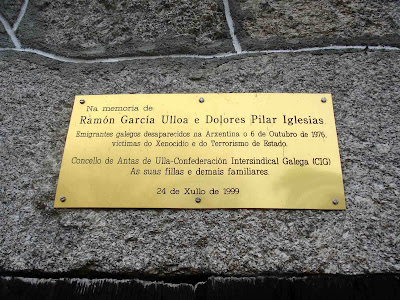 Na memoria de:
Ramón García Ulloa e Dolores Pilar Iglesias
Emigrantes galegos desaparecidos na Arxentina o 6 de Outubro de 1976,
víctimas do Xenocidio e do Terrorismo de Estado.
Concello de Antas de Ulla-Confederación Intersindical Galega (CIG)
As suas fillas e demais familiares.
24 de Xullo de 1999